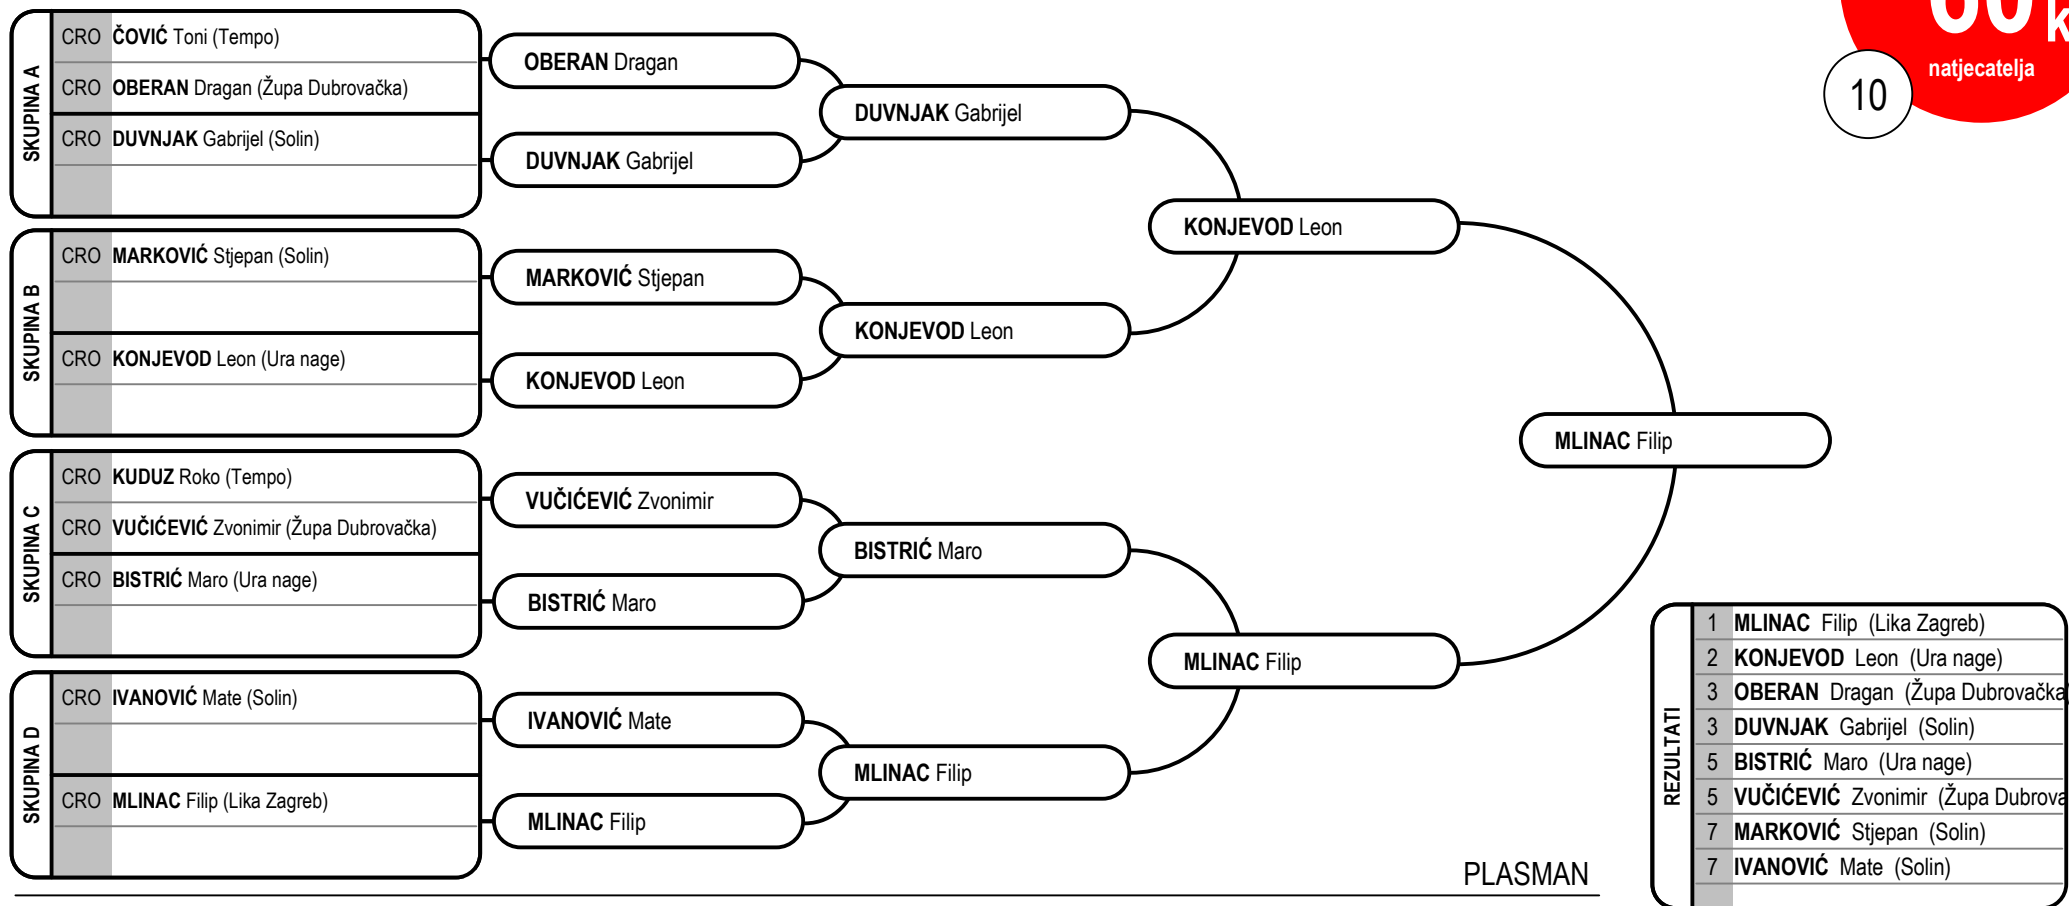 SKUPINA A
CRO ČOVIĆ Toni (Tempo)
CRO OBERAN Dragan (Župa Dubrovačka)
CRO DUVNJAK Gabrijel (Solin)
SKUPINA B
CRO MARKOVIĆ Stjepan (Solin)
CRO KONJEVOD Leon (Ura nage)
SKUPINA C
CRO KUDUZ Roko (Tempo)
CRO VUČIĆEVIĆ Zvonimir (Župa Dubrovačka)
CRO BISTRIĆ Maro (Ura nage)
SKUPINA D
CRO IVANOVIĆ Mate (Solin)
CRO MLINAC Filip (Lika Zagreb)
OBERAN Dragan
DUVNJAK Gabrijel
MARKOVIĆ Stjepan
KONJEVOD Leon
VUČIĆEVIĆ Zvonimir
BISTRIĆ Maro
IVANOVIĆ Mate
MLINAC Filip
DUVNJAK Gabrijel
KONJEVOD Leon
BISTRIĆ Maro
MLINAC Filip
KONJEVOD Leon
MLINAC Filip
MLINAC Filip
natjecatelja
10
PLASMAN
REZULTATI
1 MLINAC Filip (Lika Zagreb)
2 KONJEVOD Leon (Ura nage)
3 OBERAN Dragan (Župa Dubrovačka
3 DUVNJAK Gabrijel (Solin)
5 BISTRIĆ Maro (Ura nage)
5 VUČIĆEVIĆ Zvonimir (Župa Dubrova
7 MARKOVIĆ Stjepan (Solin)
7 IVANOVIĆ Mate (Solin)